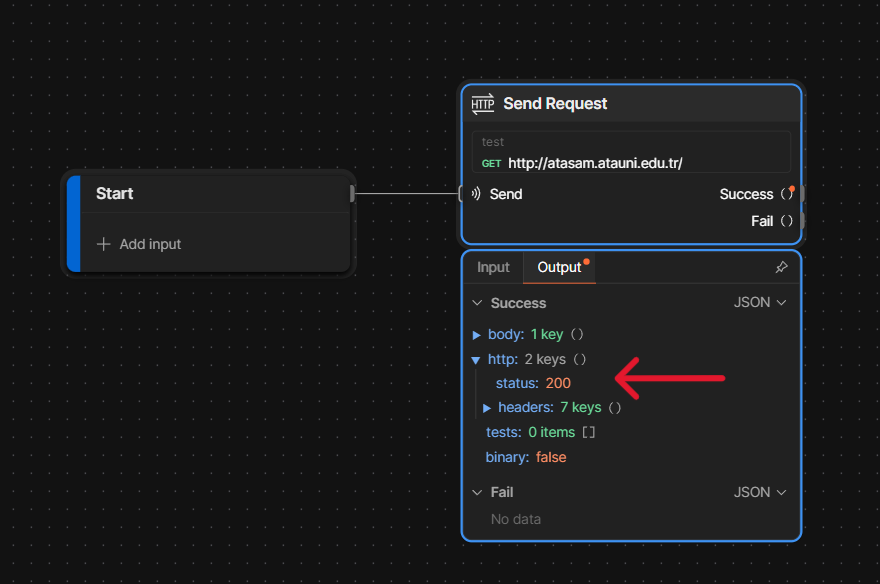 Start
Add input
HTTP Send Request
test
GET http://atasam.atauni.edu.tr/
Send
Success ()
Fail ()
Input Output
Success JSON
body: 1 key ()
http: 2 keys ()
status: 200
headers: 7 keys ()
tests: 0 items []
binary: false
Fail JSON
No data